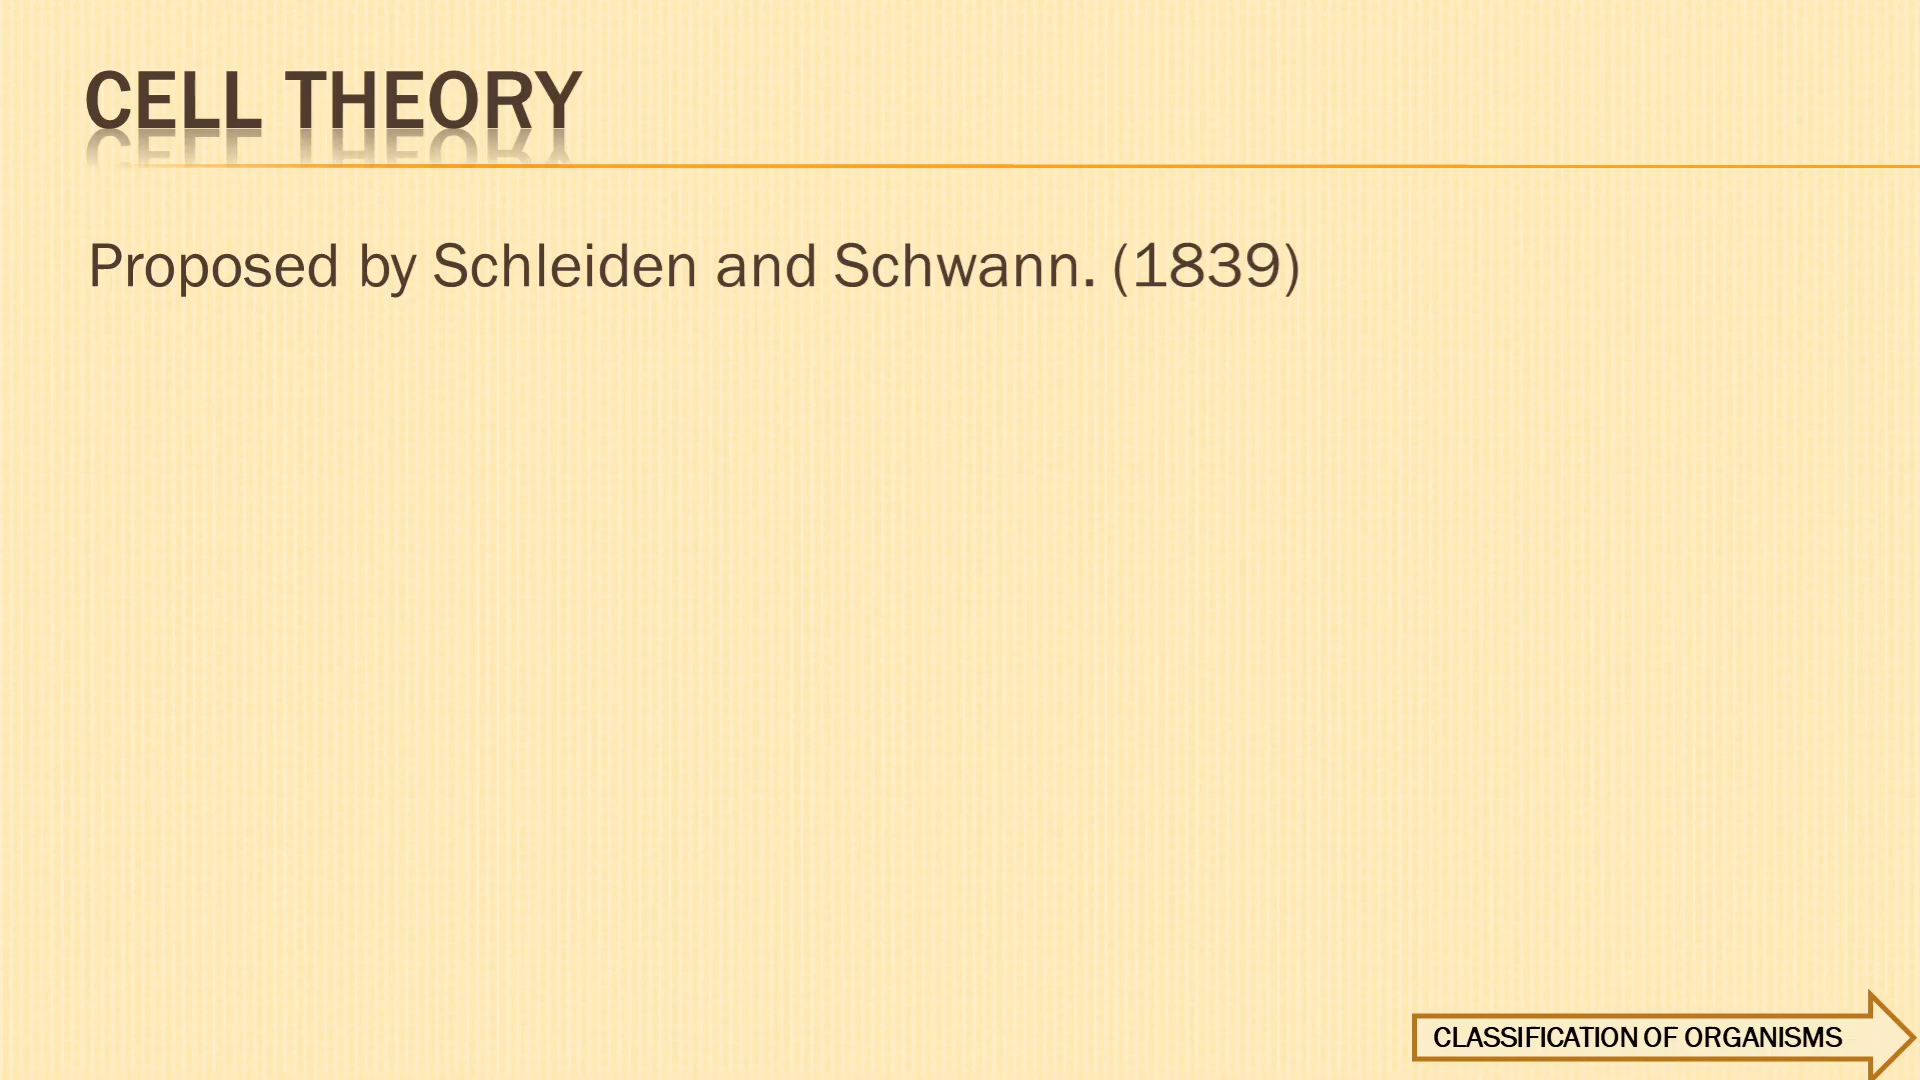 CELL THEORY
Proposed by Schleiden and Schwann. (1839)
CLASSIFICATION OF ORGANISMS